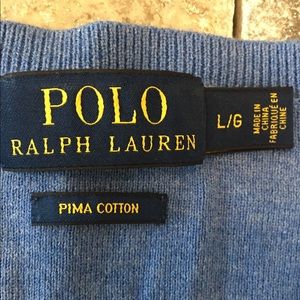 POLO
RALPH LAUREN
L/G
MADE IN
CHINA
FABRIQUÉ EN
CHINE
PIMA COTTON